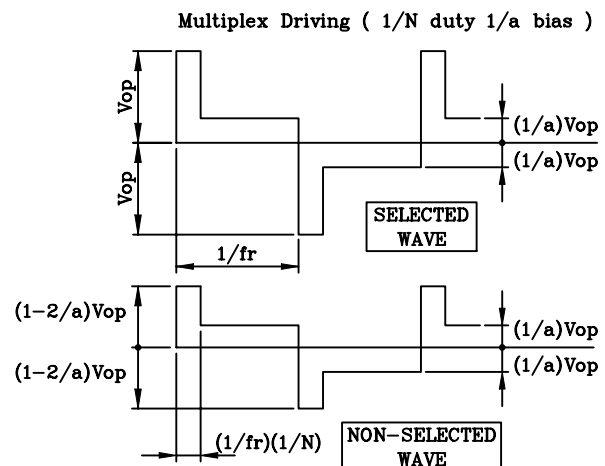 Multiplex Driving ( 1/N duty 1/a bias )
Vop
(1/a)Vop
(1/a)Vop
Vop
SELECTED
WAVE
1/fr
(1-2/a)Vop
(1/a)Vop
(1-2/a)Vop
(1/a)Vop
(1/fr)(1/N)
NON-SELECTED
WAVE